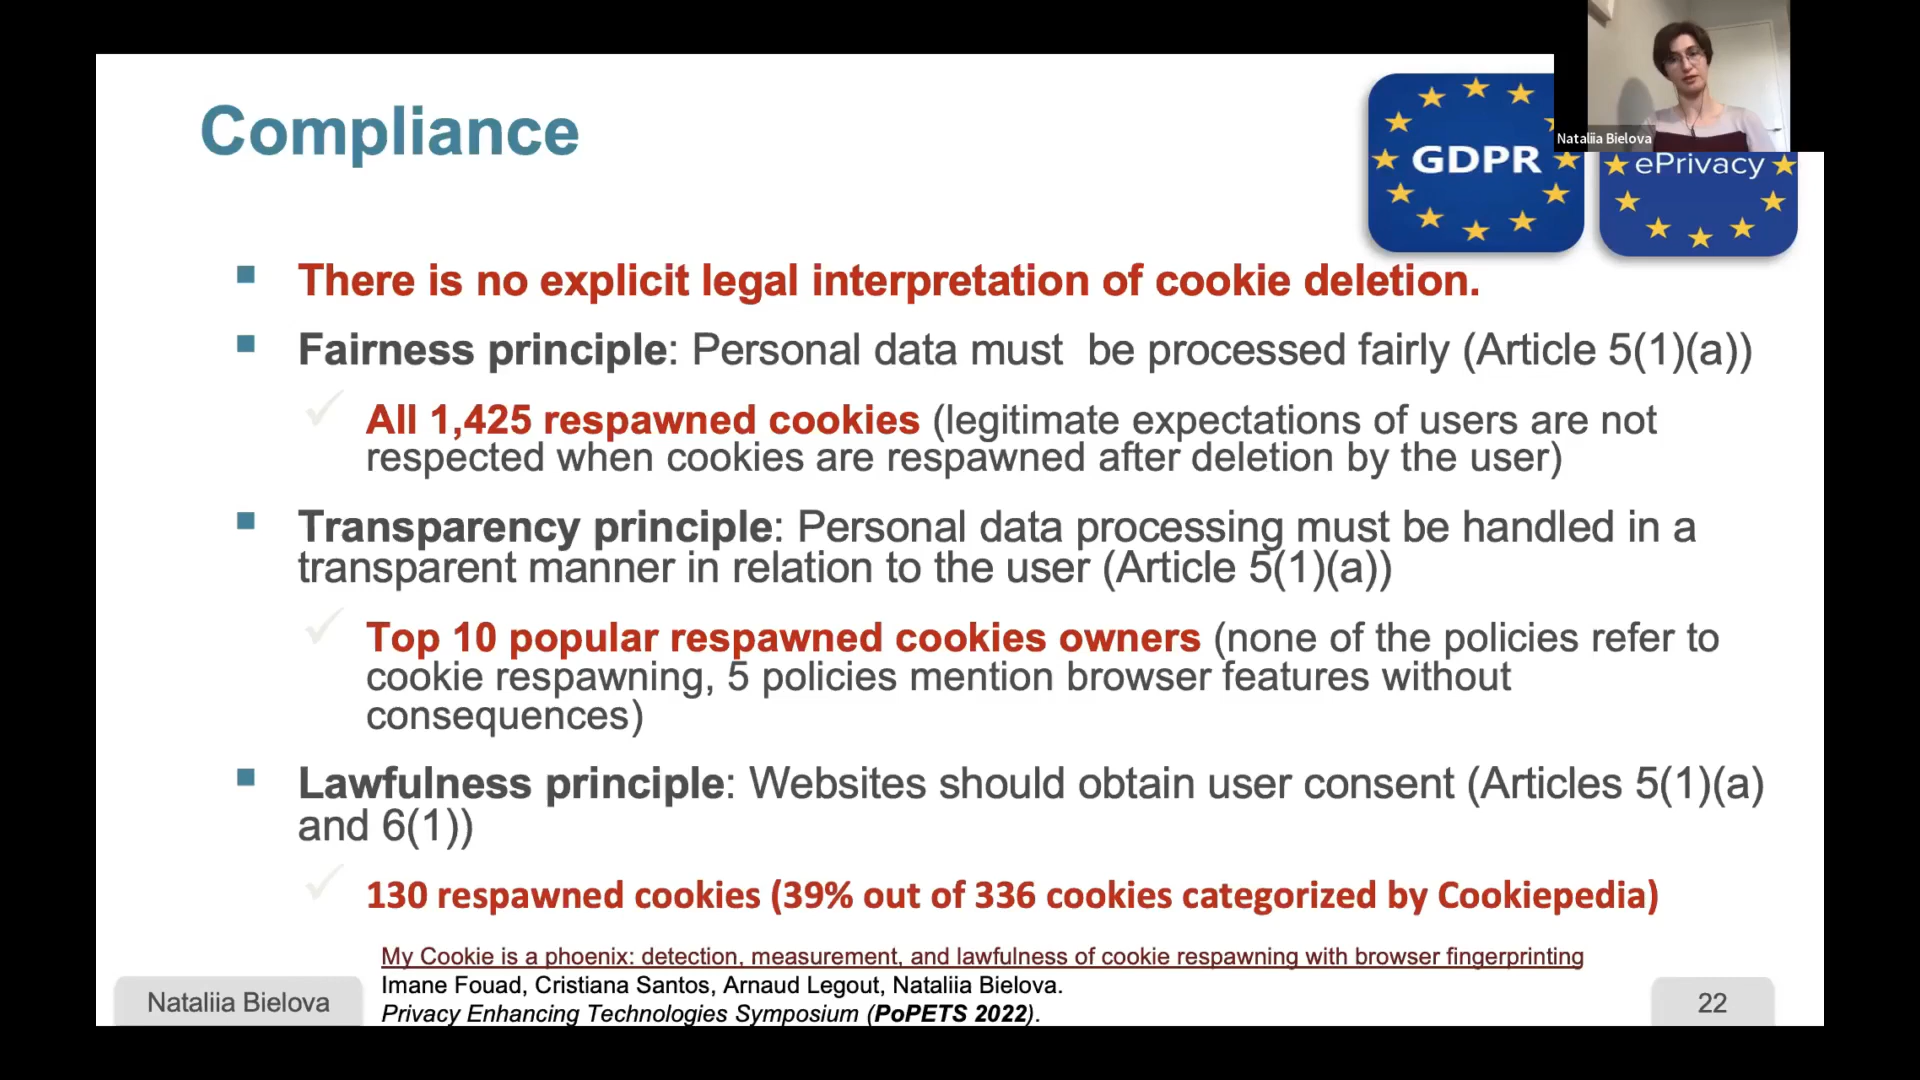 Compliance
GDPR
Nataliia Bielova
ePrivacy
There is no explicit legal interpretation of cookie deletion.
Fairness principle: Personal data must be processed fairly (Article 5(1)(a))
All 1,425 respawned cookies (legitimate expectations of users are not
respected when cookies are respawned after deletion by the user)
Transparency principle: Personal data processing must be handled in a
transparent manner in relation to the user (Article 5(1)(a))
Top 10 popular respawned cookies owners (none of the policies refer to
cookie respawning, 5 policies mention browser features without
consequences)
Lawfulness principle: Websites should obtain user consent (Articles 5(1)(a)
and 6(1))
130 respawned cookies (39% out of 336 cookies categorized by Cookiepedia)
My Cookie is a phoenix: detection, measurement, and lawfulness of cookie respawning with browser fingerprinting
Imane Fouad, Cristiana Santos, Arnaud Legout, Nataliia Bielova.
Privacy Enhancing Technologies Symposium (PoPETS 2022).
Nataliia Bielova
22